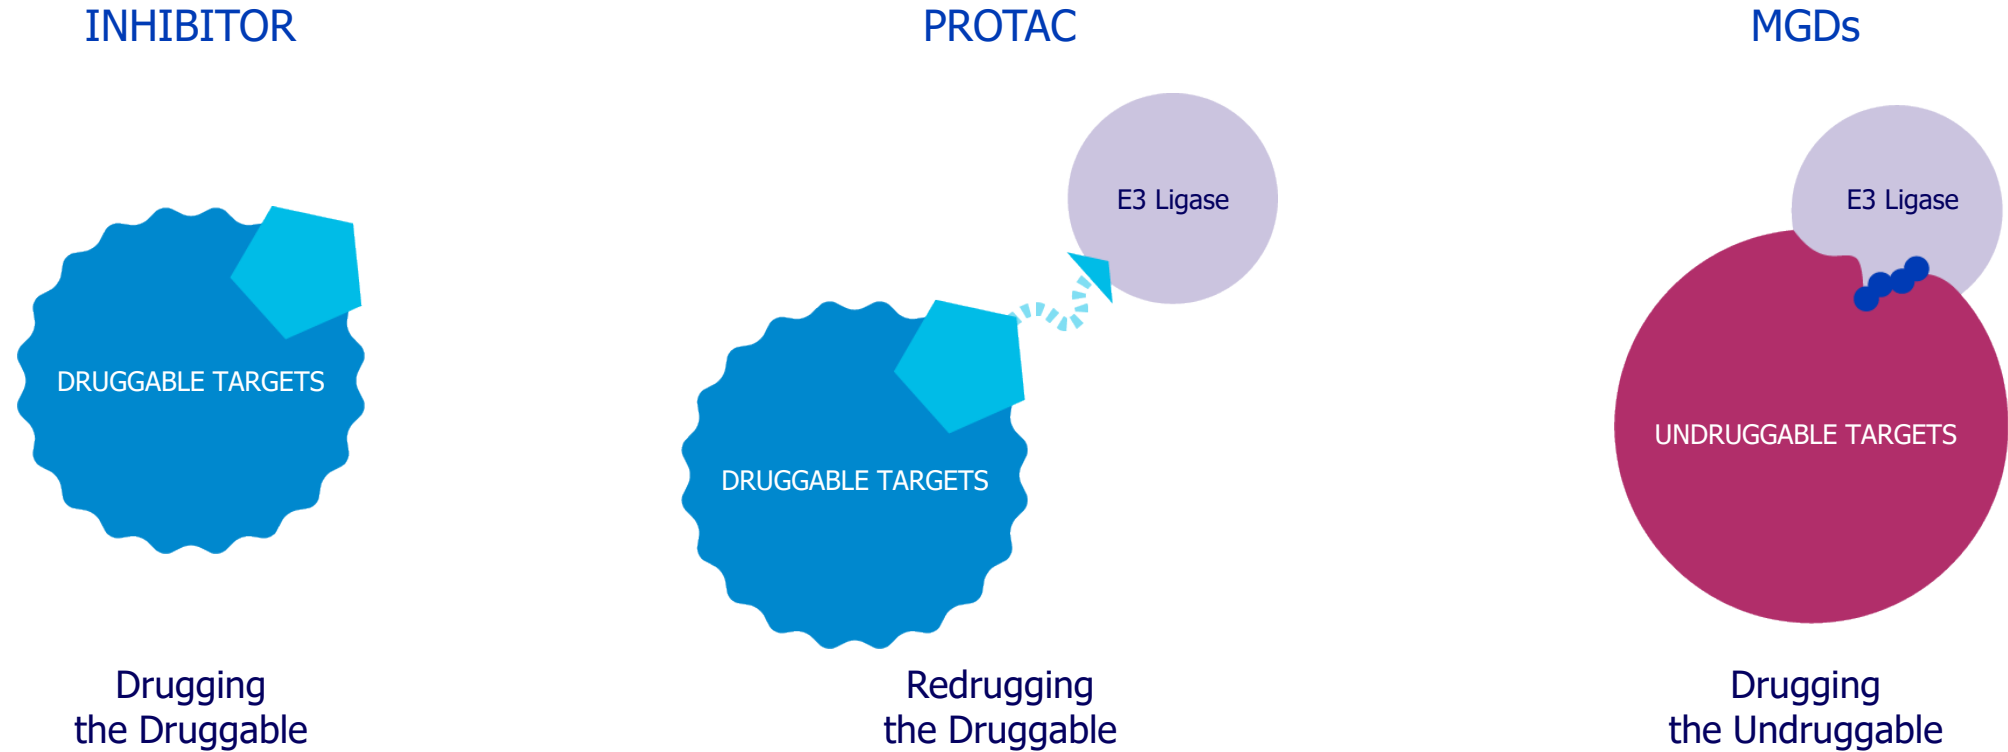 INHIBITOR
PROTAC
MGDs
E3 Ligase
E3 Ligase
DRUGGABLE TARGETS
DRUGGABLE TARGETS
UNDRUGGABLE TARGETS
Drugging
the Druggable
Redrugging
the Druggable
Drugging
the Undruggable